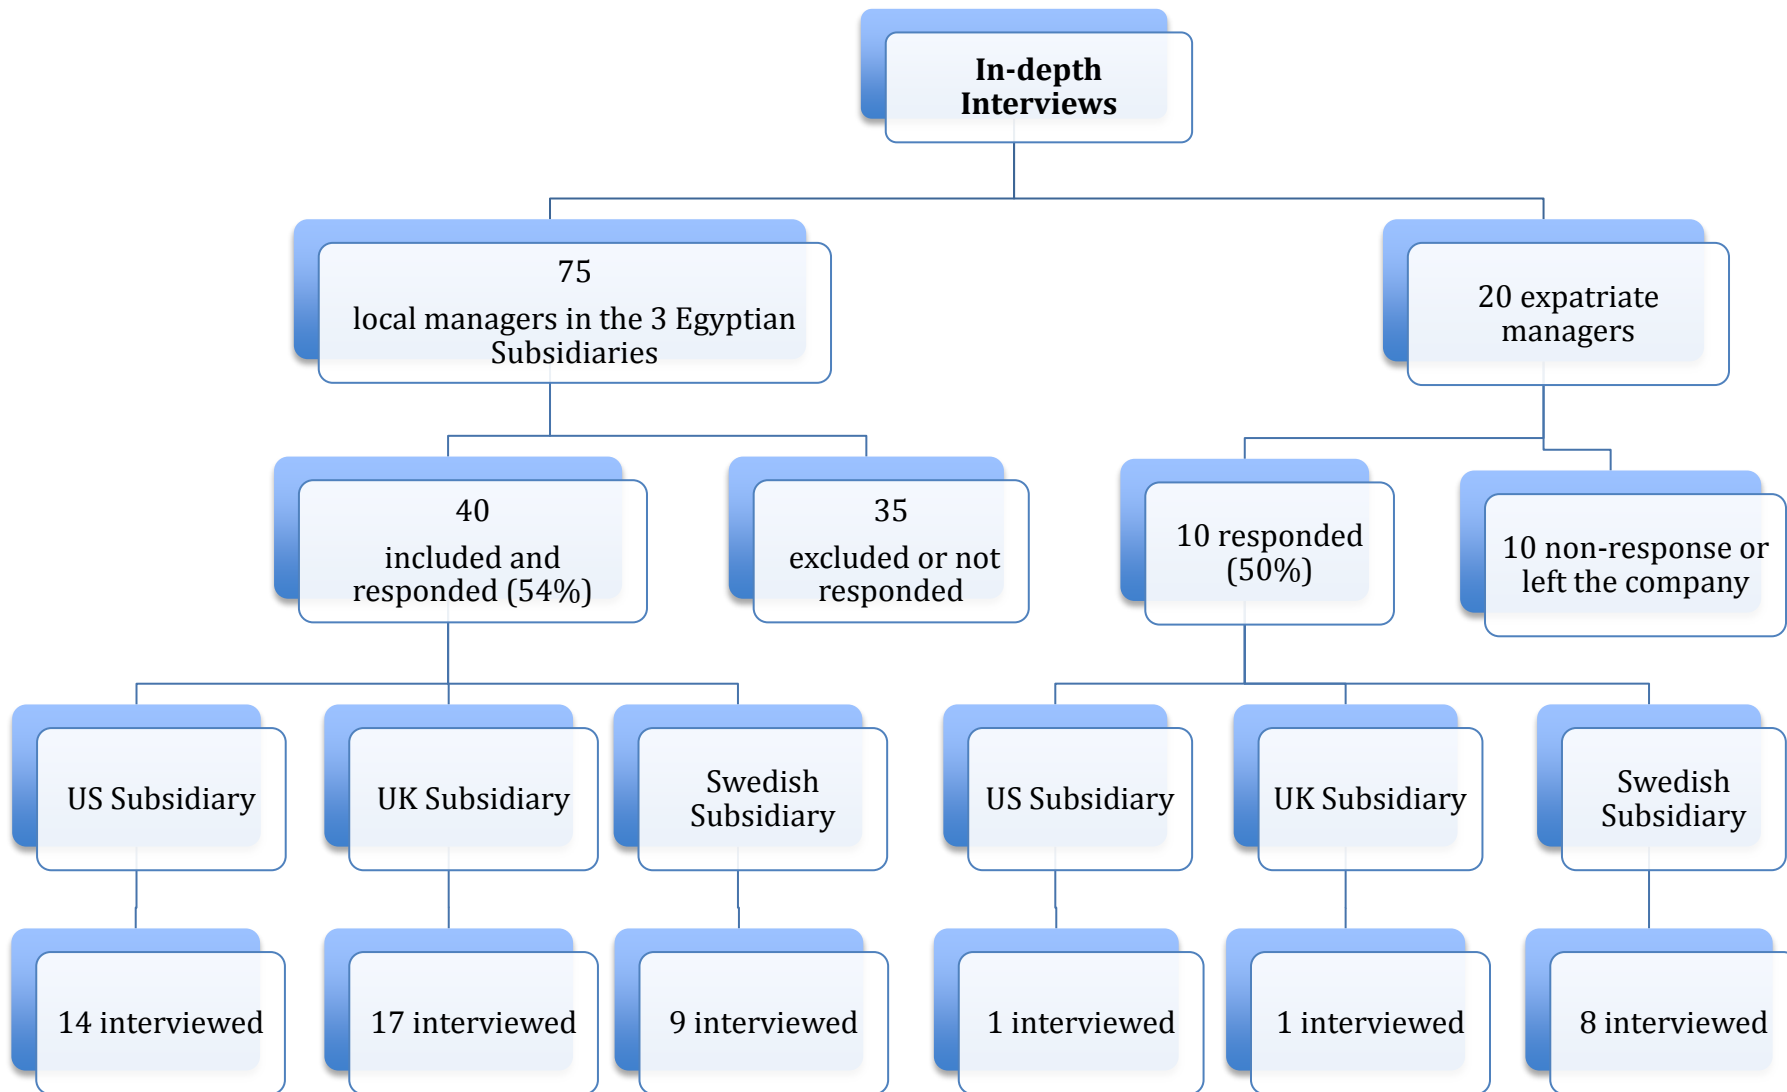 In-depth
Interviews
75
local managers in the 3 Egyptian
Subsidiaries
20 expatriate
managers
40
included and
responded (54%)
35
excluded or not
responded
10 responded
(50%)
10 non-response or
left the company
US Subsidiary
UK Subsidiary
Swedish
Subsidiary
US Subsidiary
UK Subsidiary
Swedish
Subsidiary
14 interviewed
17 interviewed
9 interviewed
1 interviewed
1 interviewed
8 interviewed